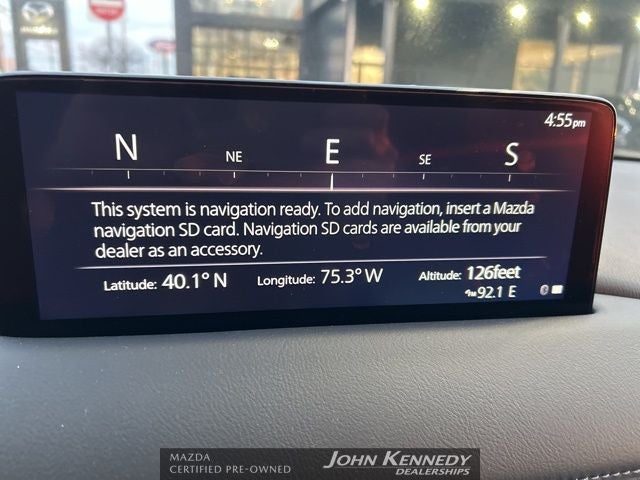 4:55pm
N NE E SE S
This system is navigation ready. To add navigation, insert a Mazda
navigation SD card. Navigation SD cards are available from your
dealer as an accessory.
Latitude: 40.1° N Longitude: 75.3° W Altitude: 126feet
92.1 E
MAZDA
CERTIFIED PRE-OWNED
JOHN KENNEDY
DEALERSHIPS